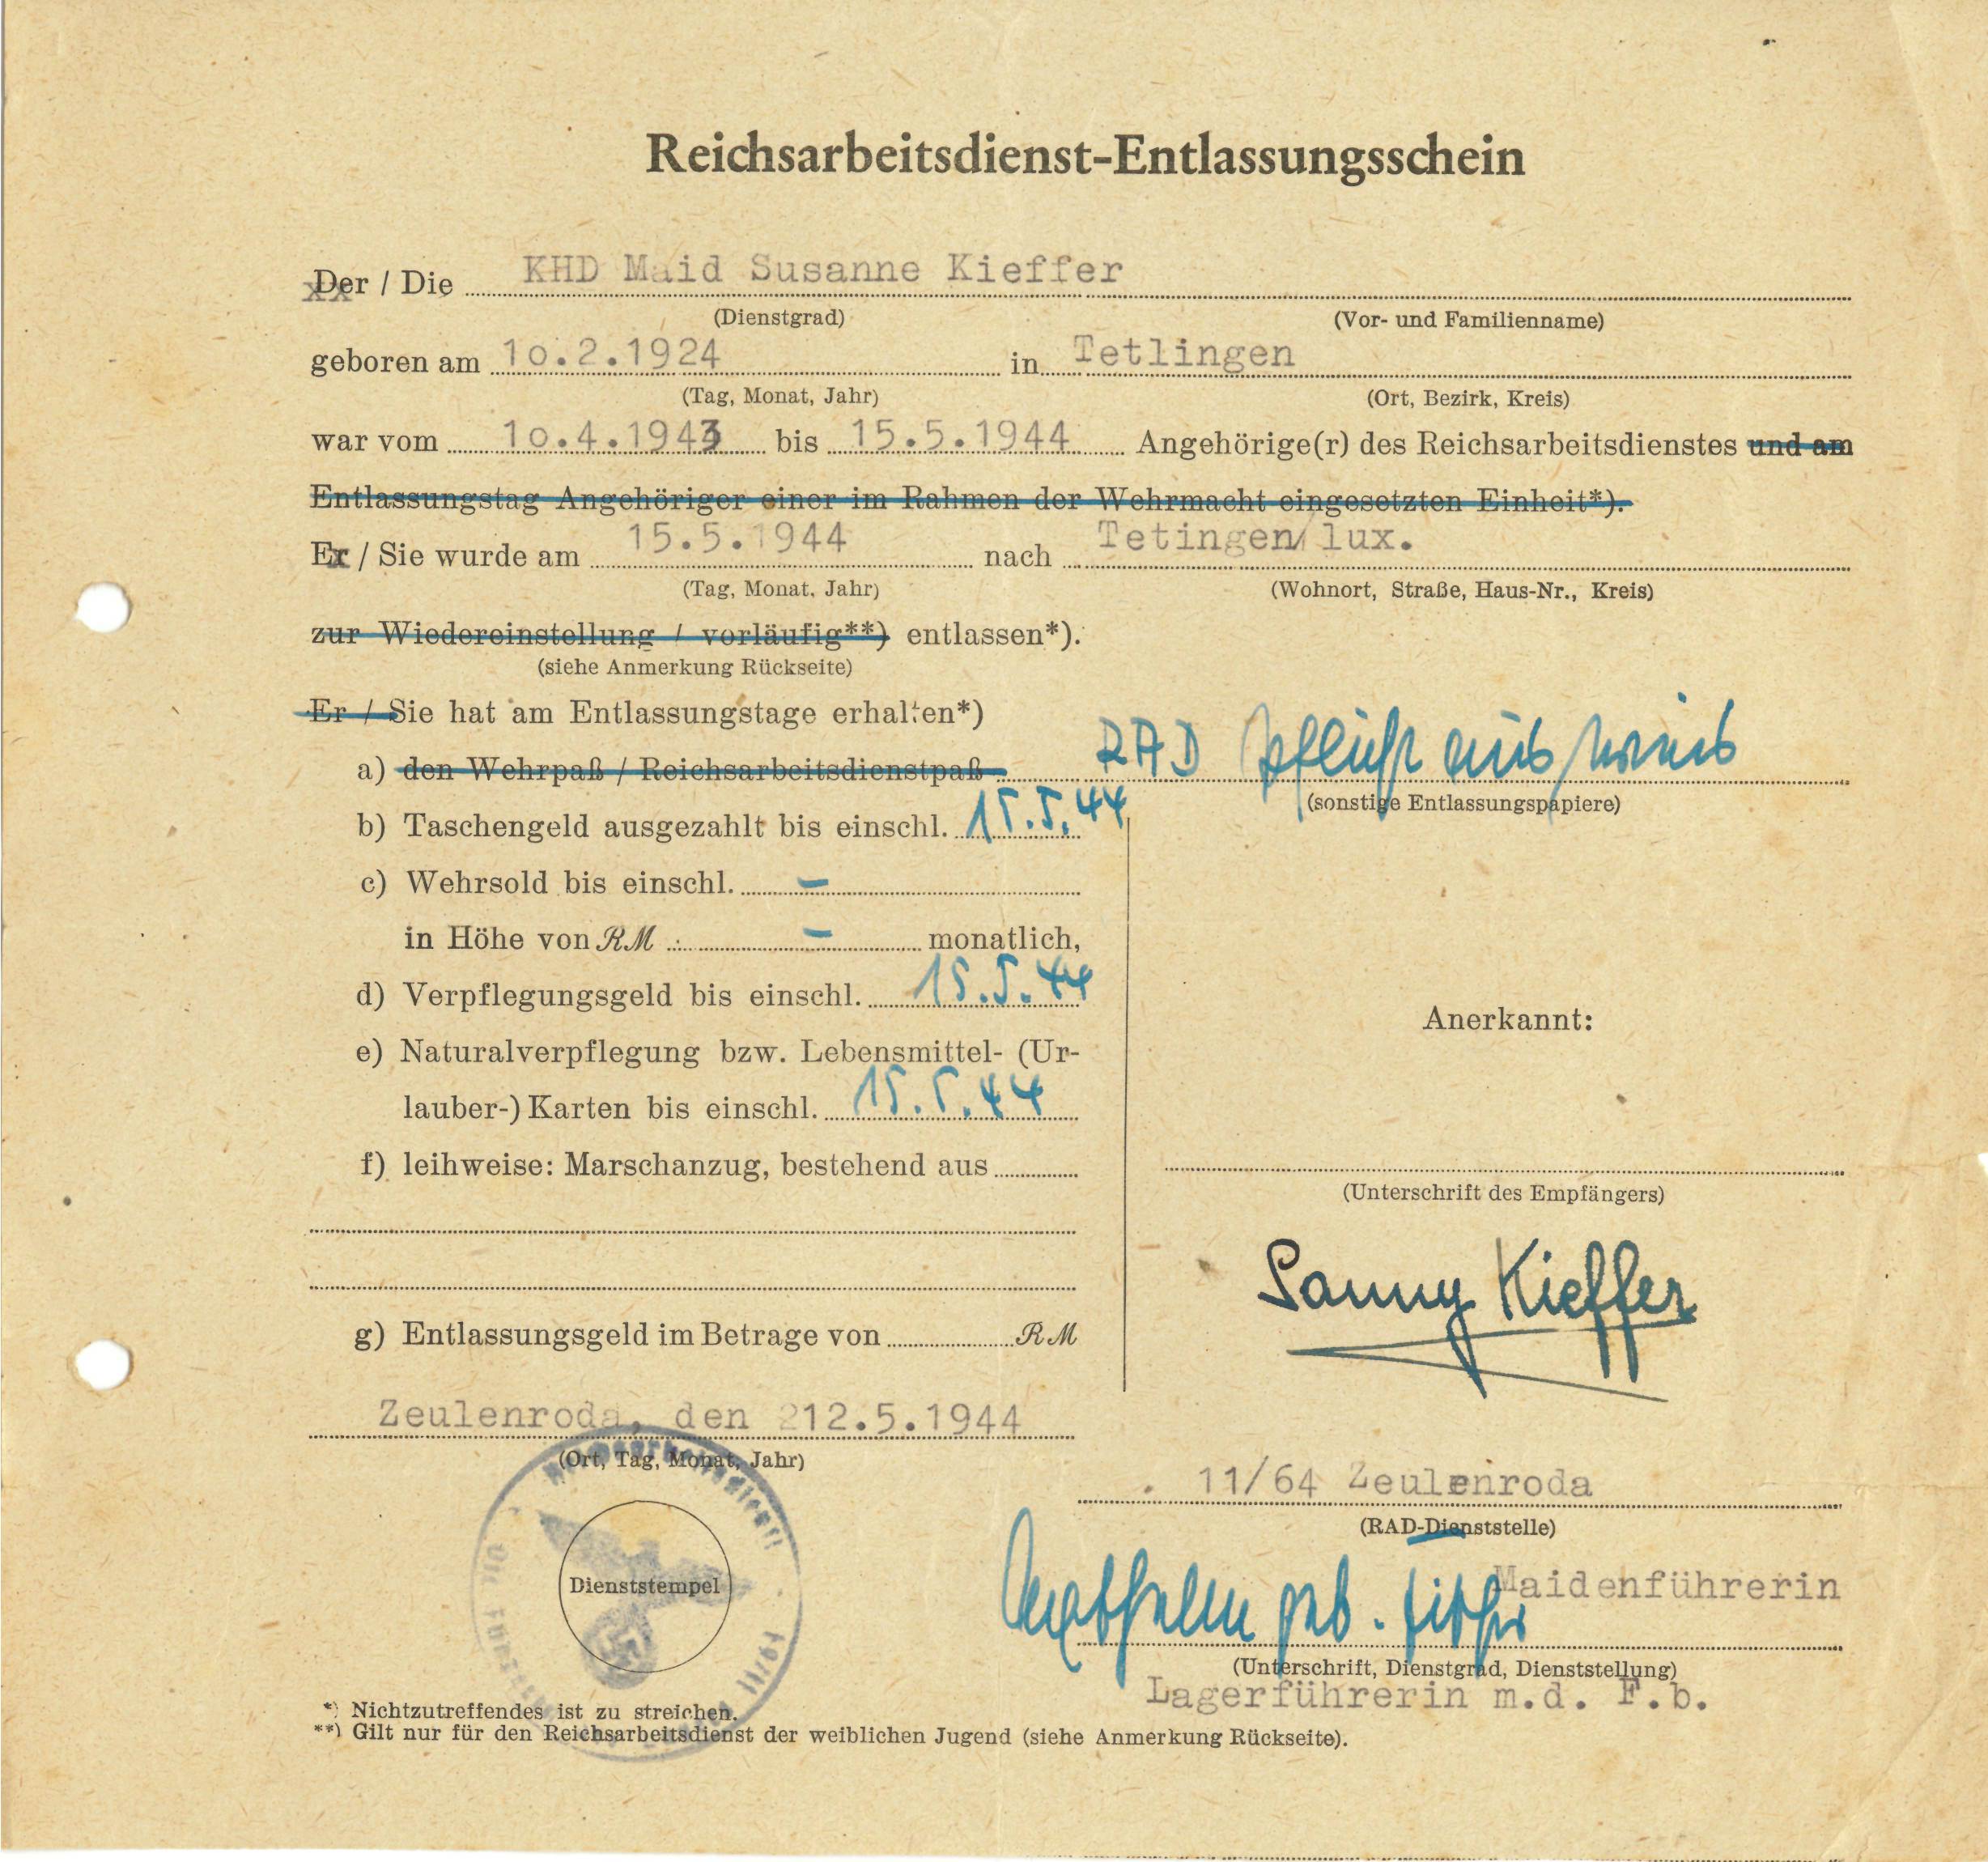 Reichsarbeitsdienst-Entlassungsschein
Der / Die KHD Maid Susanne Kieffer
(Dienstgrad) (Vor- und Familienname)
geboren am 10.2.1924 in Tetlingen
(Tag, Monat, Jahr) (Ort, Bezirk, Kreis)
war vom 10.4.1943 bis 15.5.1944 Angehörige(r) des Reichsarbeitsdienstes und am
Entlassungstag Angehöriger einer im Rahmen der Wehrmacht eingesetzten Einheit*).
Er / Sie wurde am 15.5.1944 nach Tetingen/lux.
(Tag, Monat, Jahr) (Wohnort, Straße, Haus-Nr., Kreis)
zur Wiedereinstellung / vorläufig**) entlassen*).
(siehe Anmerkung Rückseite)
Er / Sie hat am Entlassungstage erhalten*)
a) den Wehrpaß / Reichsarbeitsdienstpaß RAD Pflichtausweis
(sonstige Entlassungspapiere)
b) Taschengeld ausgezahlt bis einschl. 15.5.44
c) Wehrsold bis einschl. –
in Höhe von RM – monatlich,
d) Verpflegungsgeld bis einschl. 15.5.44
e) Naturalverpflegung bzw. Lebensmittel- (Ur-
lauber-) Karten bis einschl. 15.5.44
f) leihweise: Marschanzug, bestehend aus
g) Entlassungsgeld im Betrage von RM
Anerkannt:
(Unterschrift des Empfängers)
Sanny Kieffer
Zeulenroda, den 212.5.1944
(Ort, Tag, Monat, Jahr)
11/64 Zeulenroda
(RAD-Dienststelle)
Dienststempel
Maidenführerin
geb.
(Unterschrift, Dienstgrad, Dienststellung)
Lagerführerin m.d. F.b.
*) Nichtzutreffendes ist zu streichen.
**) Gilt nur für den Reichsarbeitsdienst der weiblichen Jugend (siehe Anmerkung Rückseite).